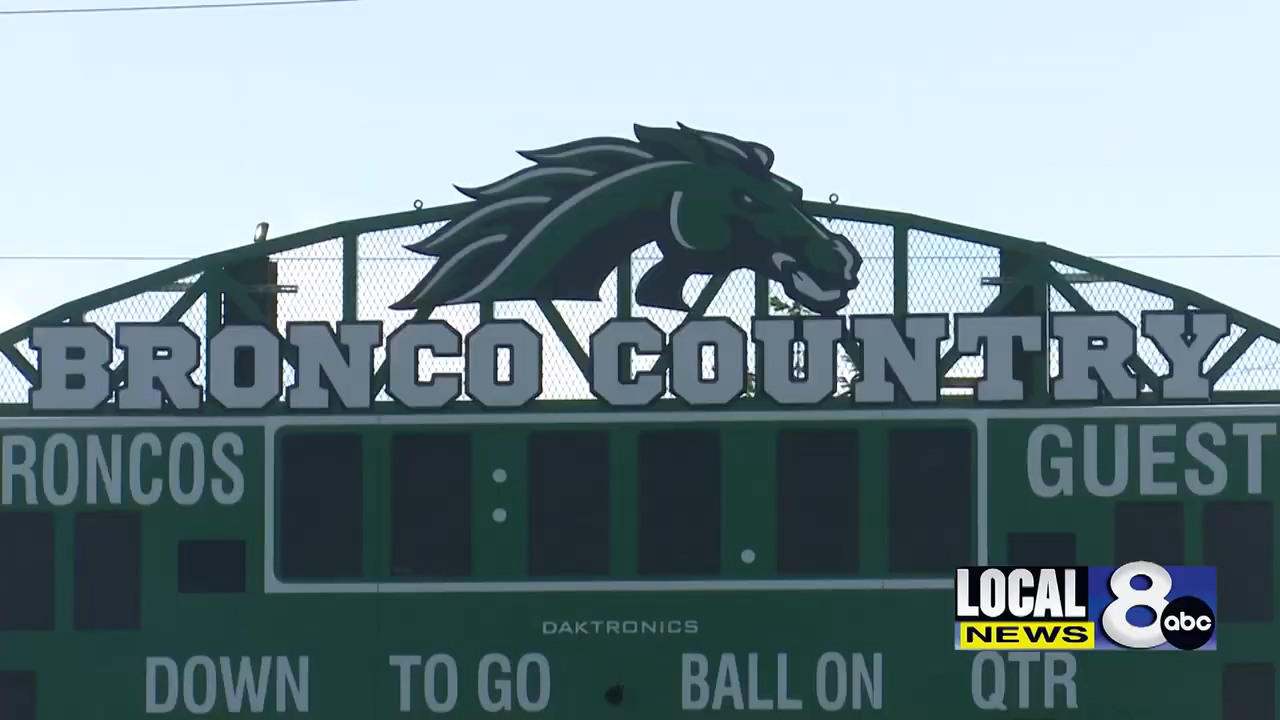 BRONCO COUNTRY
RONCOS
GUEST
DAKTRONICS
DOWN TO GO BALL ON QTR
LOCAL
NEWS
8
abc